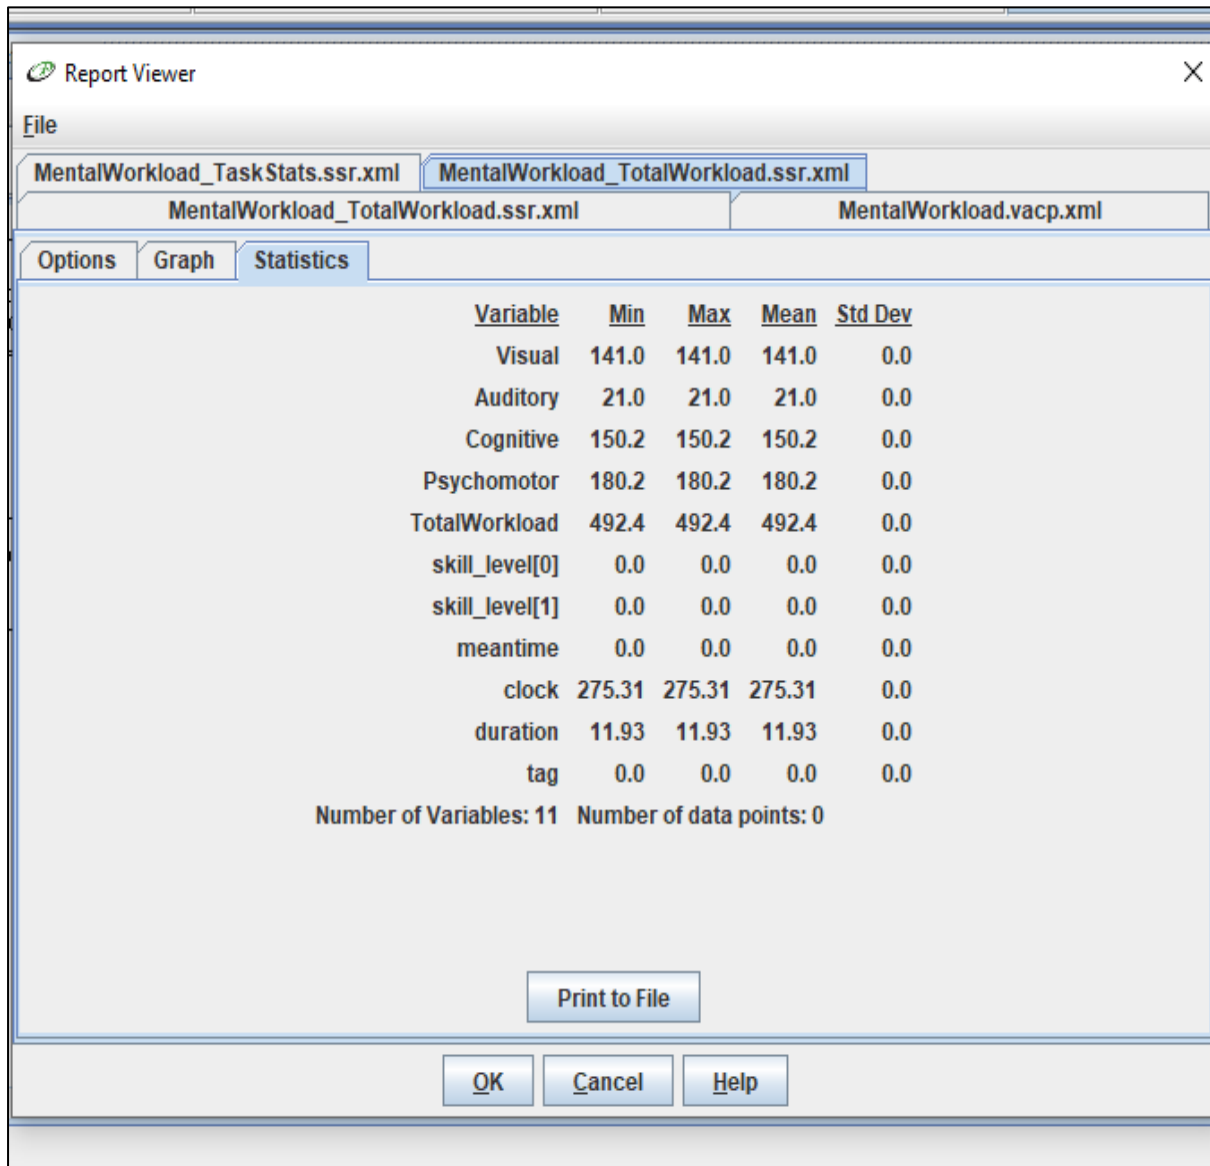 Report Viewer
File
MentalWorkload_TaskStats.ssr.xml MentalWorkload_TotalWorkload.ssr.xml
MentalWorkload_TotalWorkload.ssr.xml MentalWorkload.vacp.xml
Options Graph Statistics
Variable Min Max Mean Std Dev
Visual 141.0 141.0 141.0 0.0
Auditory 21.0 21.0 21.0 0.0
Cognitive 150.2 150.2 150.2 0.0
Psychomotor 180.2 180.2 180.2 0.0
TotalWorkload 492.4 492.4 492.4 0.0
skill_level[0] 0.0 0.0 0.0 0.0
skill_level[1] 0.0 0.0 0.0 0.0
meantime 0.0 0.0 0.0 0.0
clock 275.31 275.31 275.31 0.0
duration 11.93 11.93 11.93 0.0
tag 0.0 0.0 0.0 0.0
Number of Variables: 11 Number of data points: 0
Print to File
OK Cancel Help